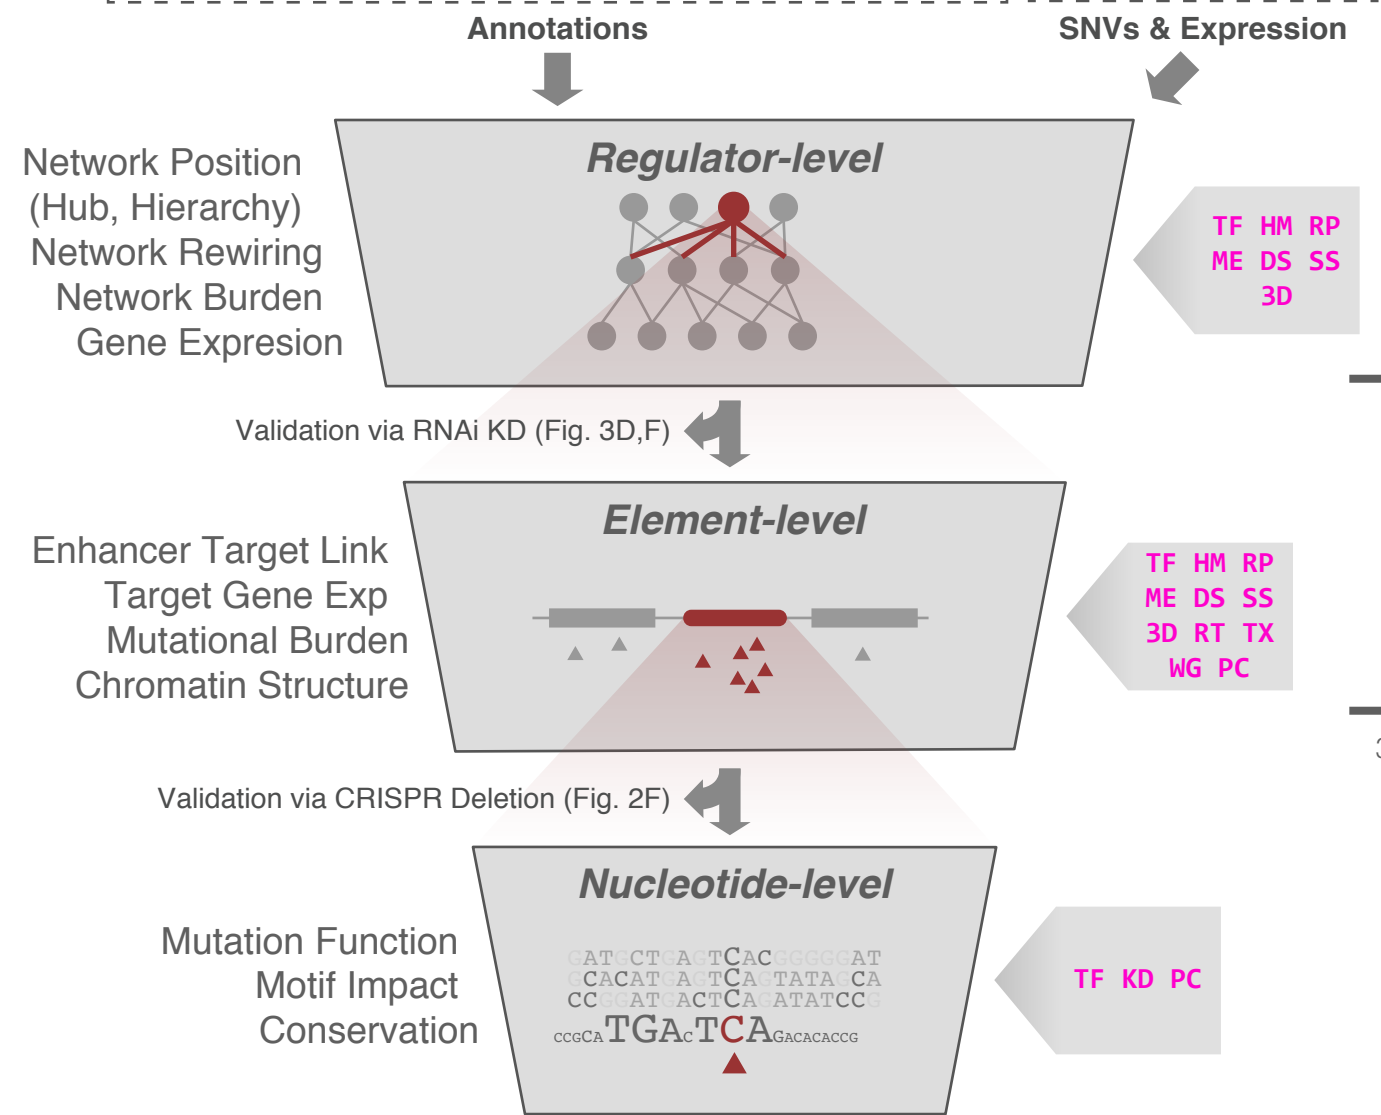 Annotations
SNVs & Expression
Regulator-level
Network Position
(Hub, Hierarchy)
Network Rewiring
Network Burden
Gene Expresion
TF HM RP
ME DS SS
3D
Validation via RNAi KD (Fig. 3D,F)
Element-level
Enhancer Target Link
Target Gene Exp
Mutational Burden
Chromatin Structure
TF HM RP
ME DS SS
3D RT TX
WG PC
Validation via CRISPR Deletion (Fig. 2F)
Nucleotide-level
Mutation Function
Motif Impact
Conservation
GATGCTGAGTCACGGGGGAT
GCACATGAGTCAGTATAGCA
CCGGATGACTCAGATATCCG
CCGCATGACTCAGACACACCG
TF KD PC